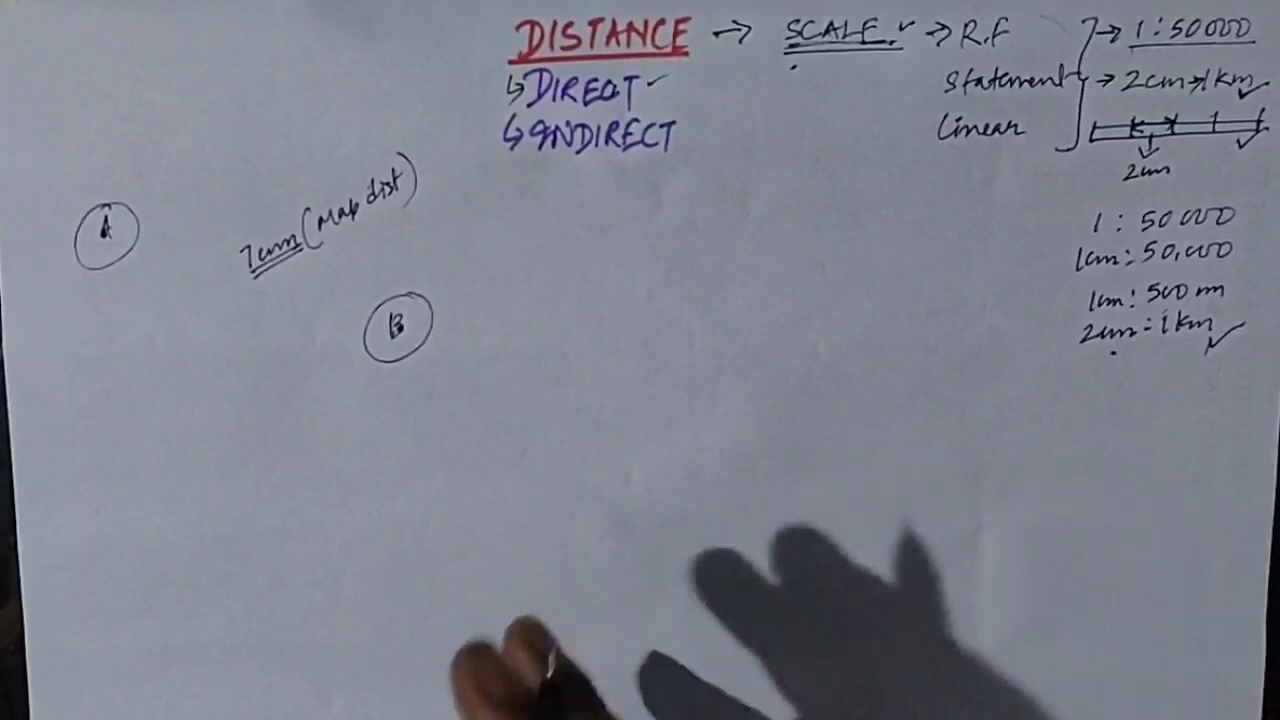 DISTANCE → SCALE. ✓ → R.F → 1:50000
↳ DIRECT ✓
Statement → 2cm → 1km ✓
↳ INDIRECT
Linear
2cm
7cm (map dist)
A
B
1 : 50000
1cm : 50,000
1cm : 500 m
2cm = 1km ✓